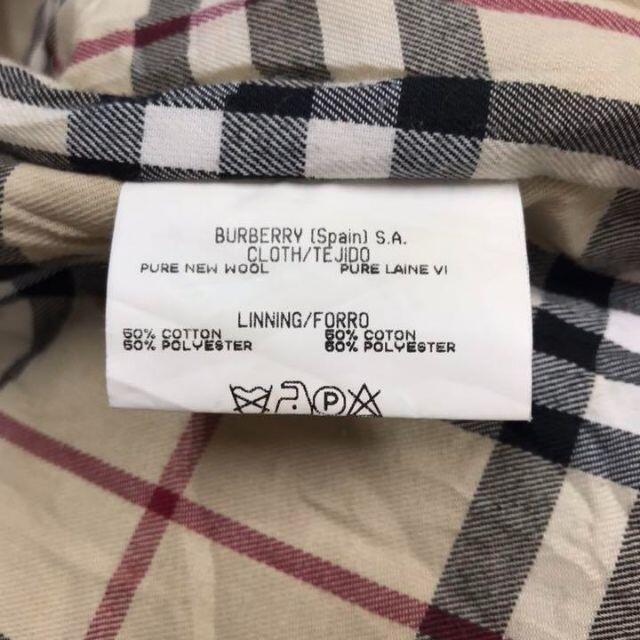 BURBERRY (Spain) S.A.
CLOTH/TEJIDO
PURE NEW WOOL PURE LAINE VI
LINNING/FORRO
50% COTTON 50% COTON
50% POLYESTER 50% POLYESTER
P